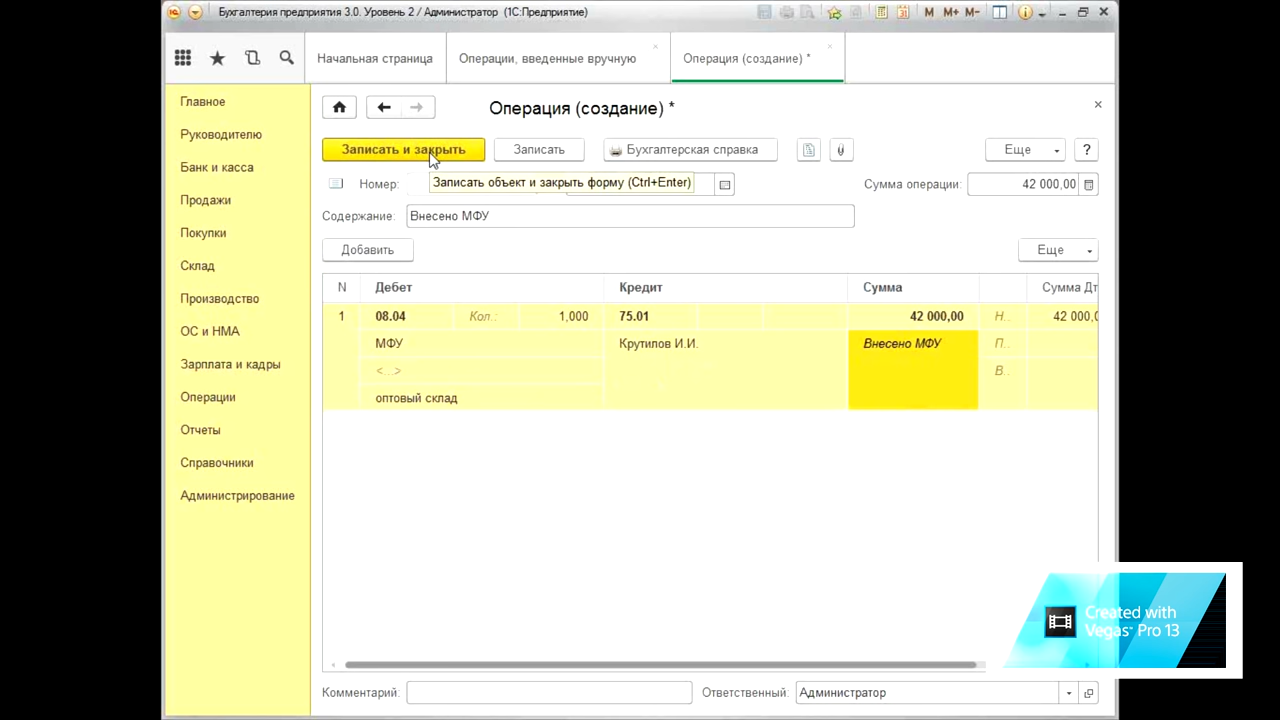 Бухгалтерия предприятия 3.0. Уровень 2 / Администратор (1С:Предприятие)
M M+ M-
Начальная страница
Операции, введенные вручную
Операция (создание) *
Главное
Руководителю
Банк и касса
Продажи
Покупки
Склад
Производство
ОС и НМА
Зарплата и кадры
Операции
Отчеты
Справочники
Администрирование
Операция (создание) *
Записать и закрыть
Записать
Бухгалтерская справка
Еще
?
Номер:
Записать объект и закрыть форму (Ctrl+Enter)
Сумма операции:
42 000,00
Содержание:
Внесено МФУ
Добавить
Еще
N Дебет Кредит Сумма Сумма Дт
1 08.04 Кол.: 1,000 75.01 42 000,00 Н.. 42 000,0
МФУ Крутилов И.И. Внесено МФУ П..
<...> В..
оптовый склад
Created with
Vegas™ Pro 13
Комментарий:
Ответственный:
Администратор